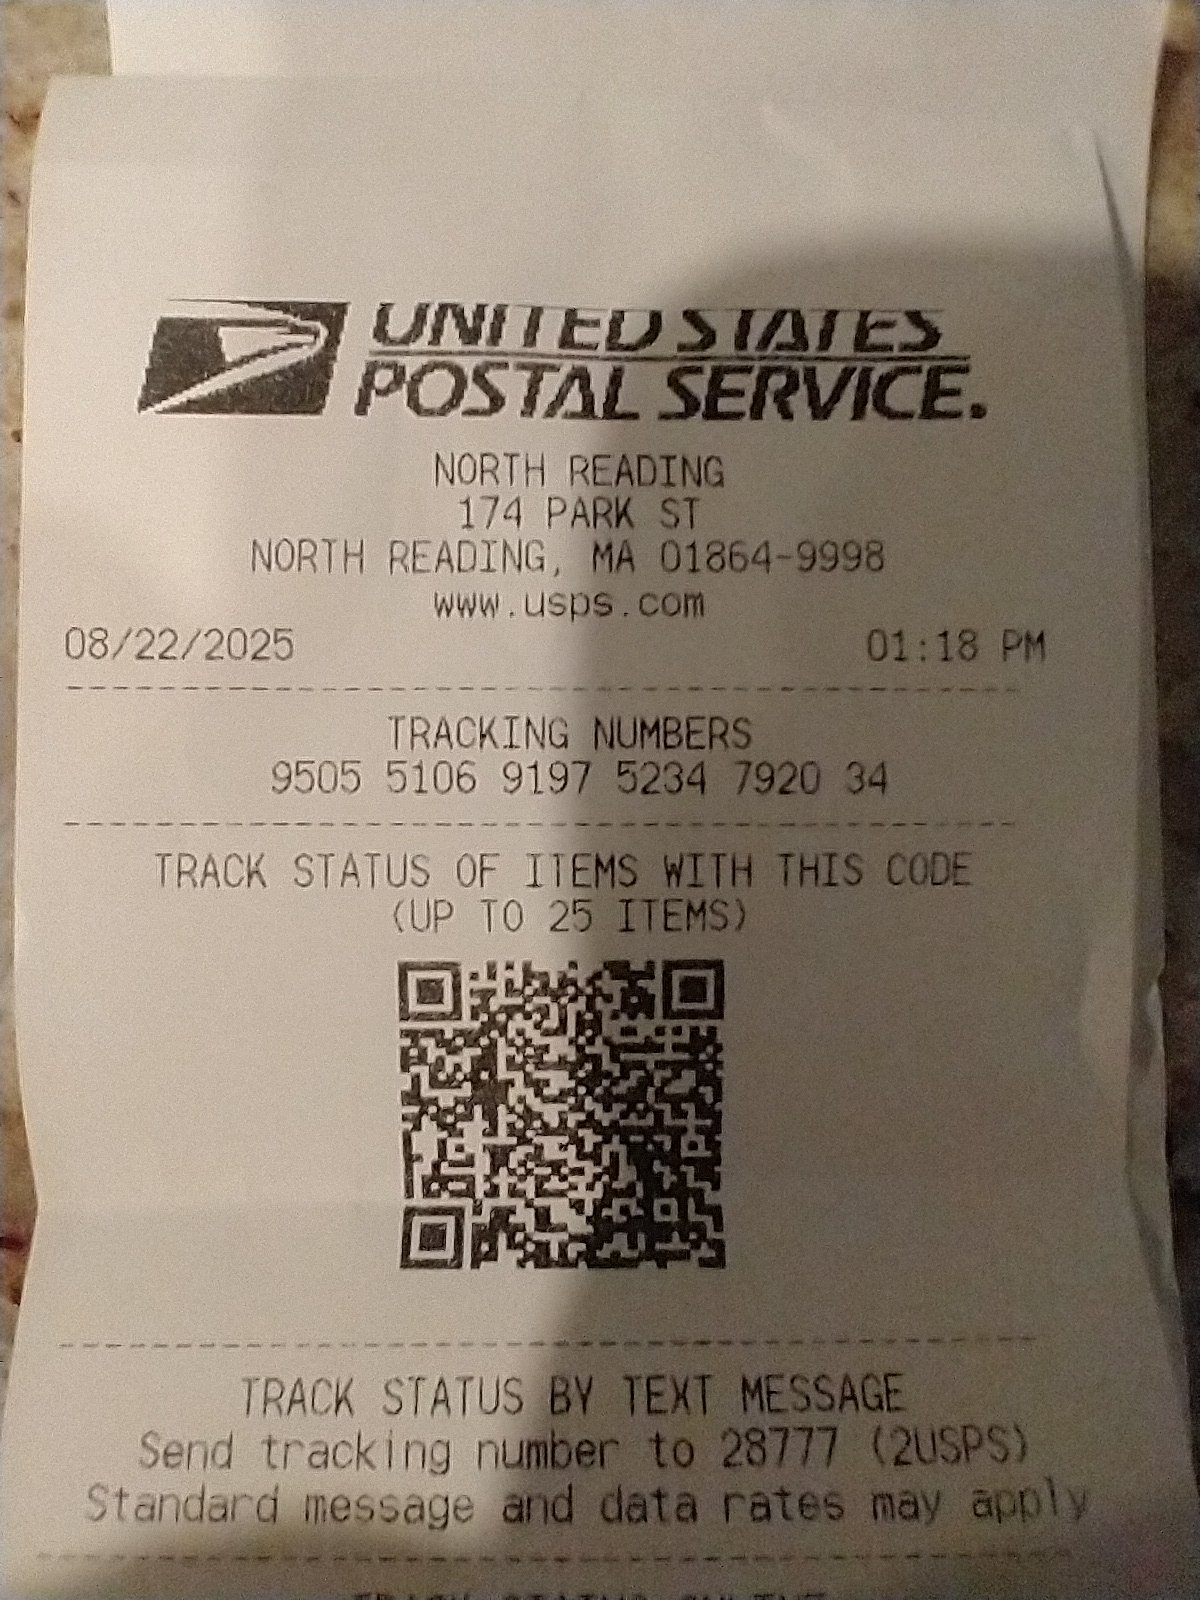 UNITED STATES
POSTAL SERVICE.
NORTH READING
174 PARK ST
NORTH READING, MA 01864-9998
www.usps.com
08/22/2025 01:18 PM
TRACKING NUMBERS
9505 5106 9197 5234 7920 34
TRACK STATUS OF ITEMS WITH THIS CODE
(UP TO 25 ITEMS)
TRACK STATUS BY TEXT MESSAGE
Send tracking number to 28777 (2USPS)
Standard message and data rates may apply